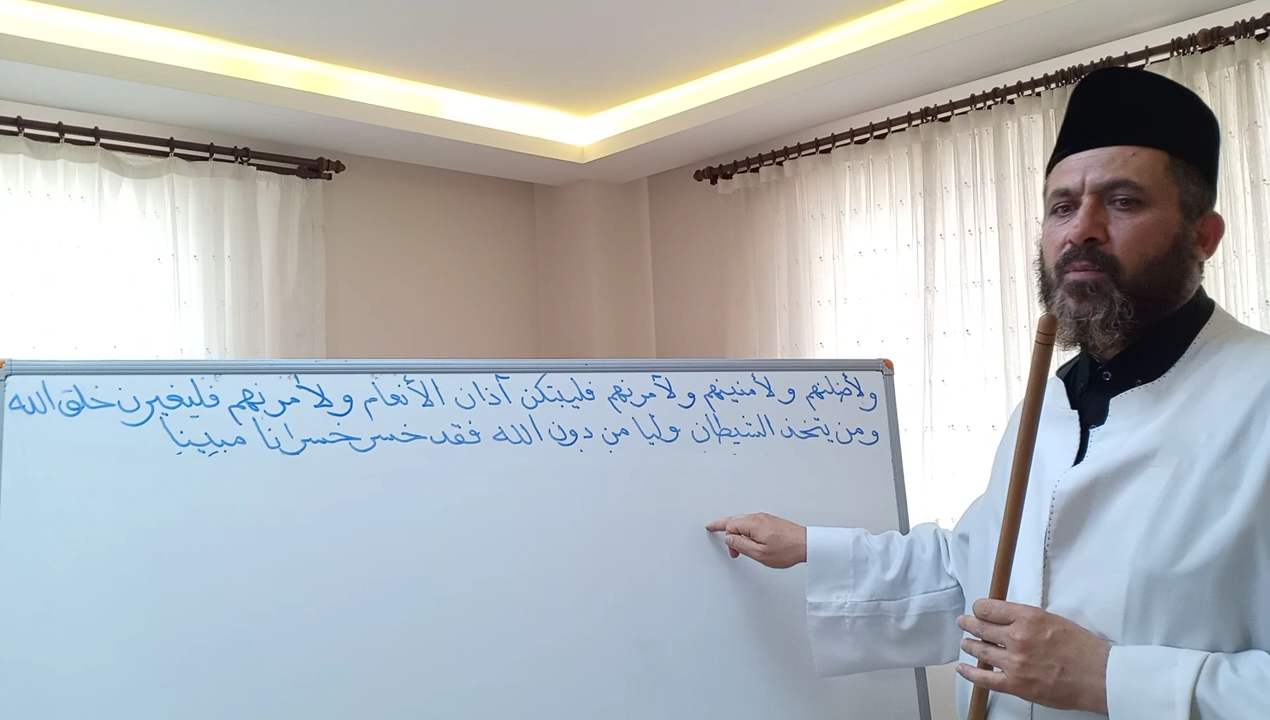 ولأضلنهم ولأمنينهم ولآمرنهم فليبتكن آذان الأنعام ولأمرنهم فليغيرن خلق الله
ومن يتخذ الشيطان وليا من دون الله فقد خسر خسرانا مبينا